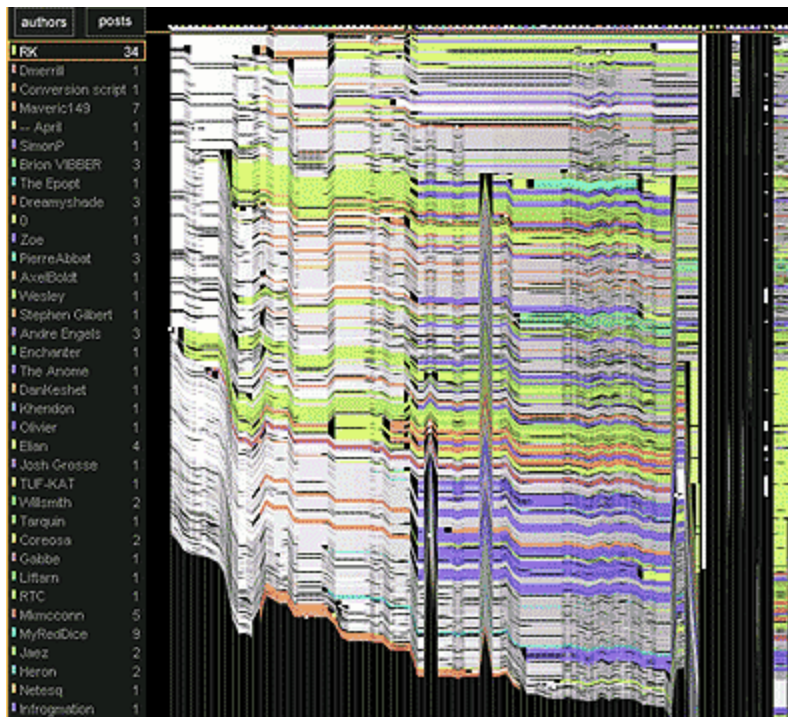 authors posts
RK 34
Dmerrill 1
Conversion script 1
Maveric149 7
-- April 1
SimonP 1
Brion VIBBER 3
The Epopt 1
Dreamyshade 3
0 1
Zoe 1
PierreAbbat 3
AxelBoldt 1
Wesley 1
Stephen Gilbert 1
Andre Engels 3
Enchanter 1
The Anome 1
DanKeshet 1
Khendon 1
Olivier 1
Elian 4
Josh Grosse 1
TUF-KAT 1
Willsmith 2
Tarquin 1
Coreosa 2
Gabbe 1
Liftarn 1
RTC 1
Mkmcconn 5
MyRedDice 9
Jaez 2
Heron 2
Netesq 1
Infrogmation 1